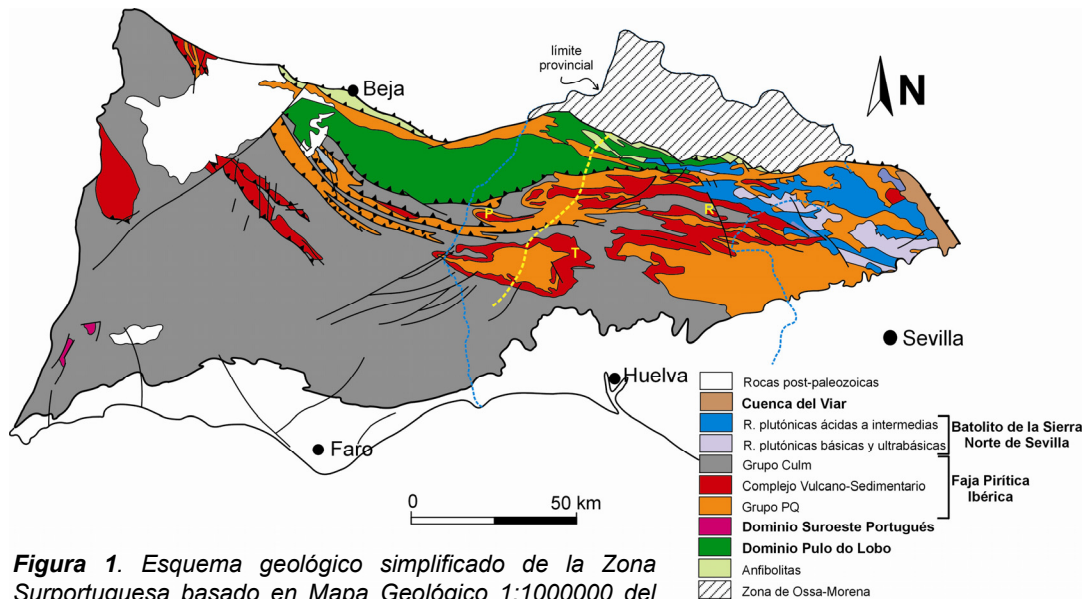 límite
provincial
Beja
N
P
R
T
Sevilla
Huelva
Faro
0 50 km
Rocas post-paleozoicas
Cuenca del Viar
R. plutónicas ácidas a intermedias
R. plutónicas básicas y ultrabásicas
Batolito de la Sierra
Norte de Sevilla
Grupo Culm
Complejo Vulcano-Sedimentario
Grupo PQ
Faja Pirítica
Ibérica
Dominio Suroeste Portugués
Dominio Pulo do Lobo
Anfibolitas
Zona de Ossa-Morena
Figura 1. Esquema geológico simplificado de la Zona
Surportuguesa basado en Mapa Geológico 1:1000000 del